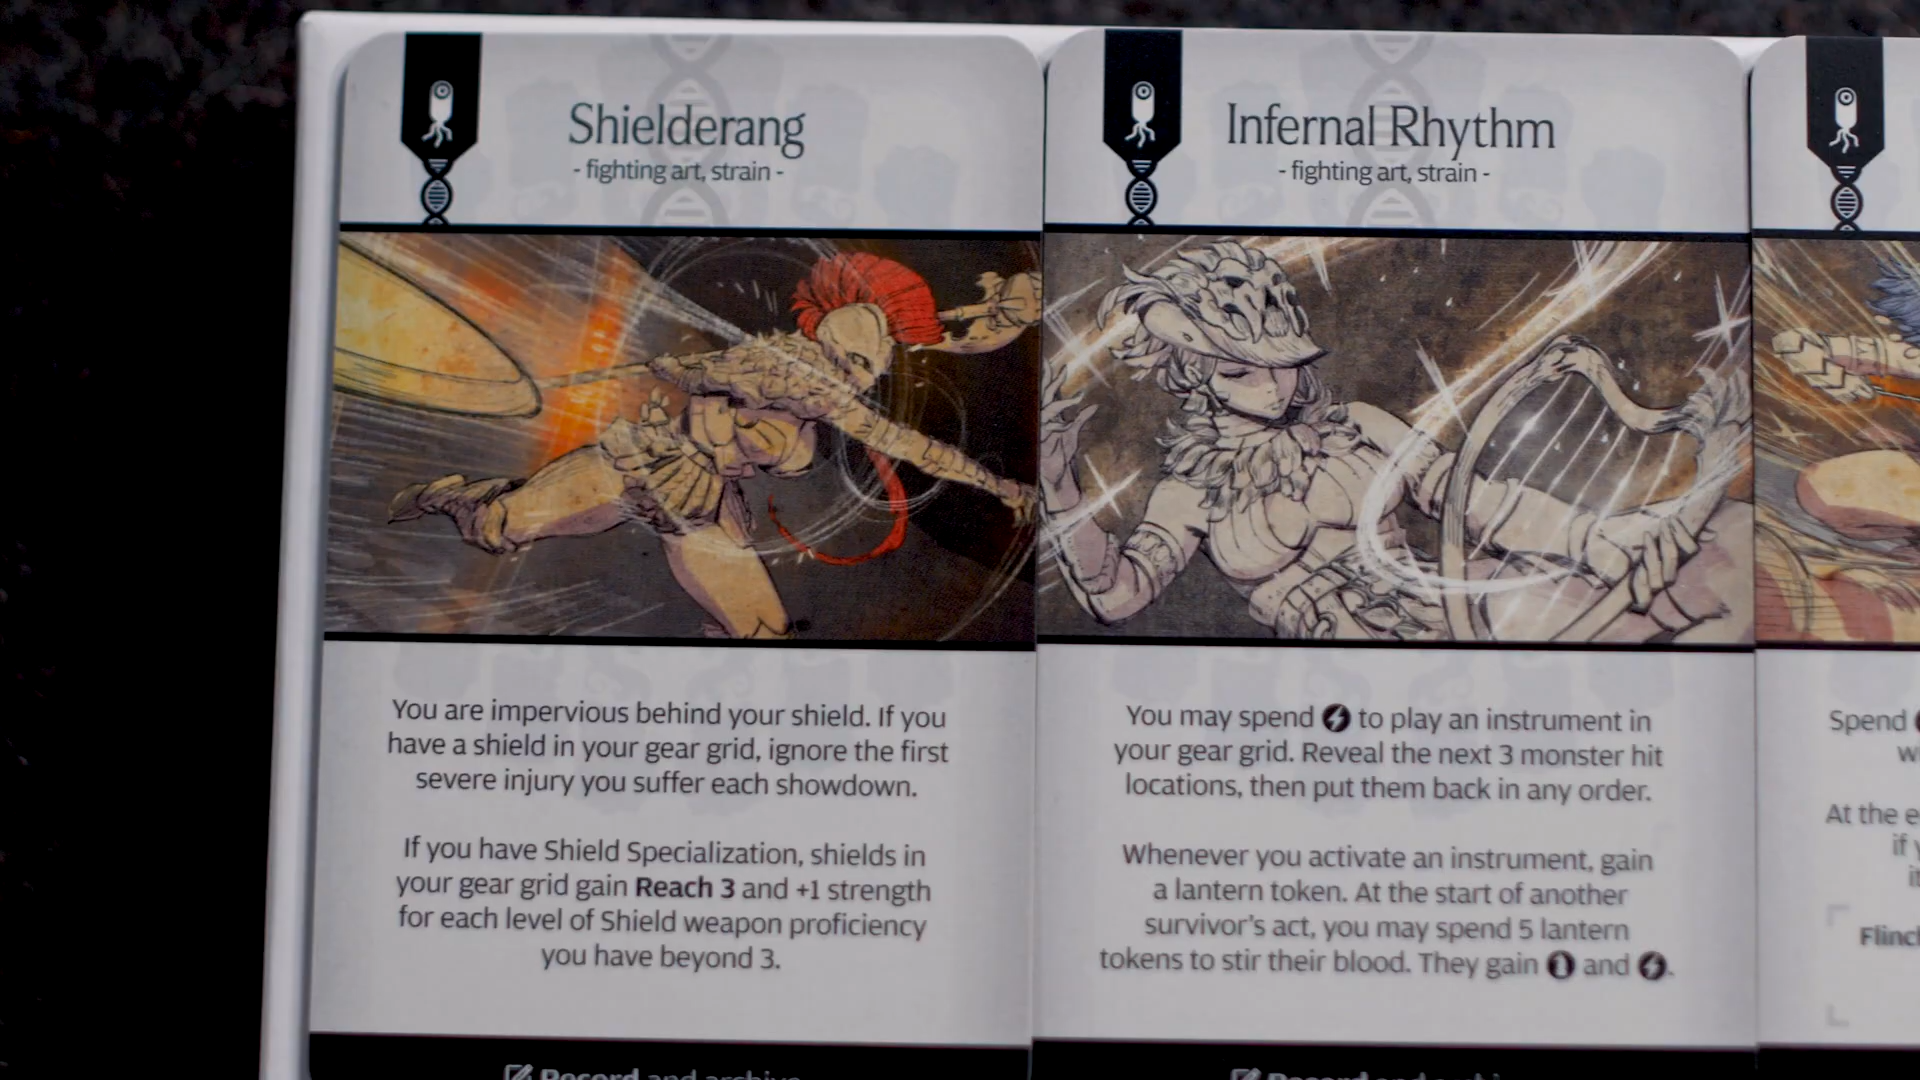 Shielderang
- fighting art, strain -
You are impervious behind your shield. If you
have a shield in your gear grid, ignore the first
severe injury you suffer each showdown.
If you have Shield Specialization, shields in
your gear grid gain Reach 3 and +1 strength
for each level of Shield weapon proficiency
you have beyond 3.
Record and archive
Infernal Rhythm
- fighting art, strain -
You may spend to play an instrument in
your gear grid. Reveal the next 3 monster hit
locations, then put them back in any order.
Whenever you activate an instrument, gain
a lantern token. At the start of another
survivor's act, you may spend 5 lantern
tokens to stir their blood. They gain and .
Record and
Spend
At the
if